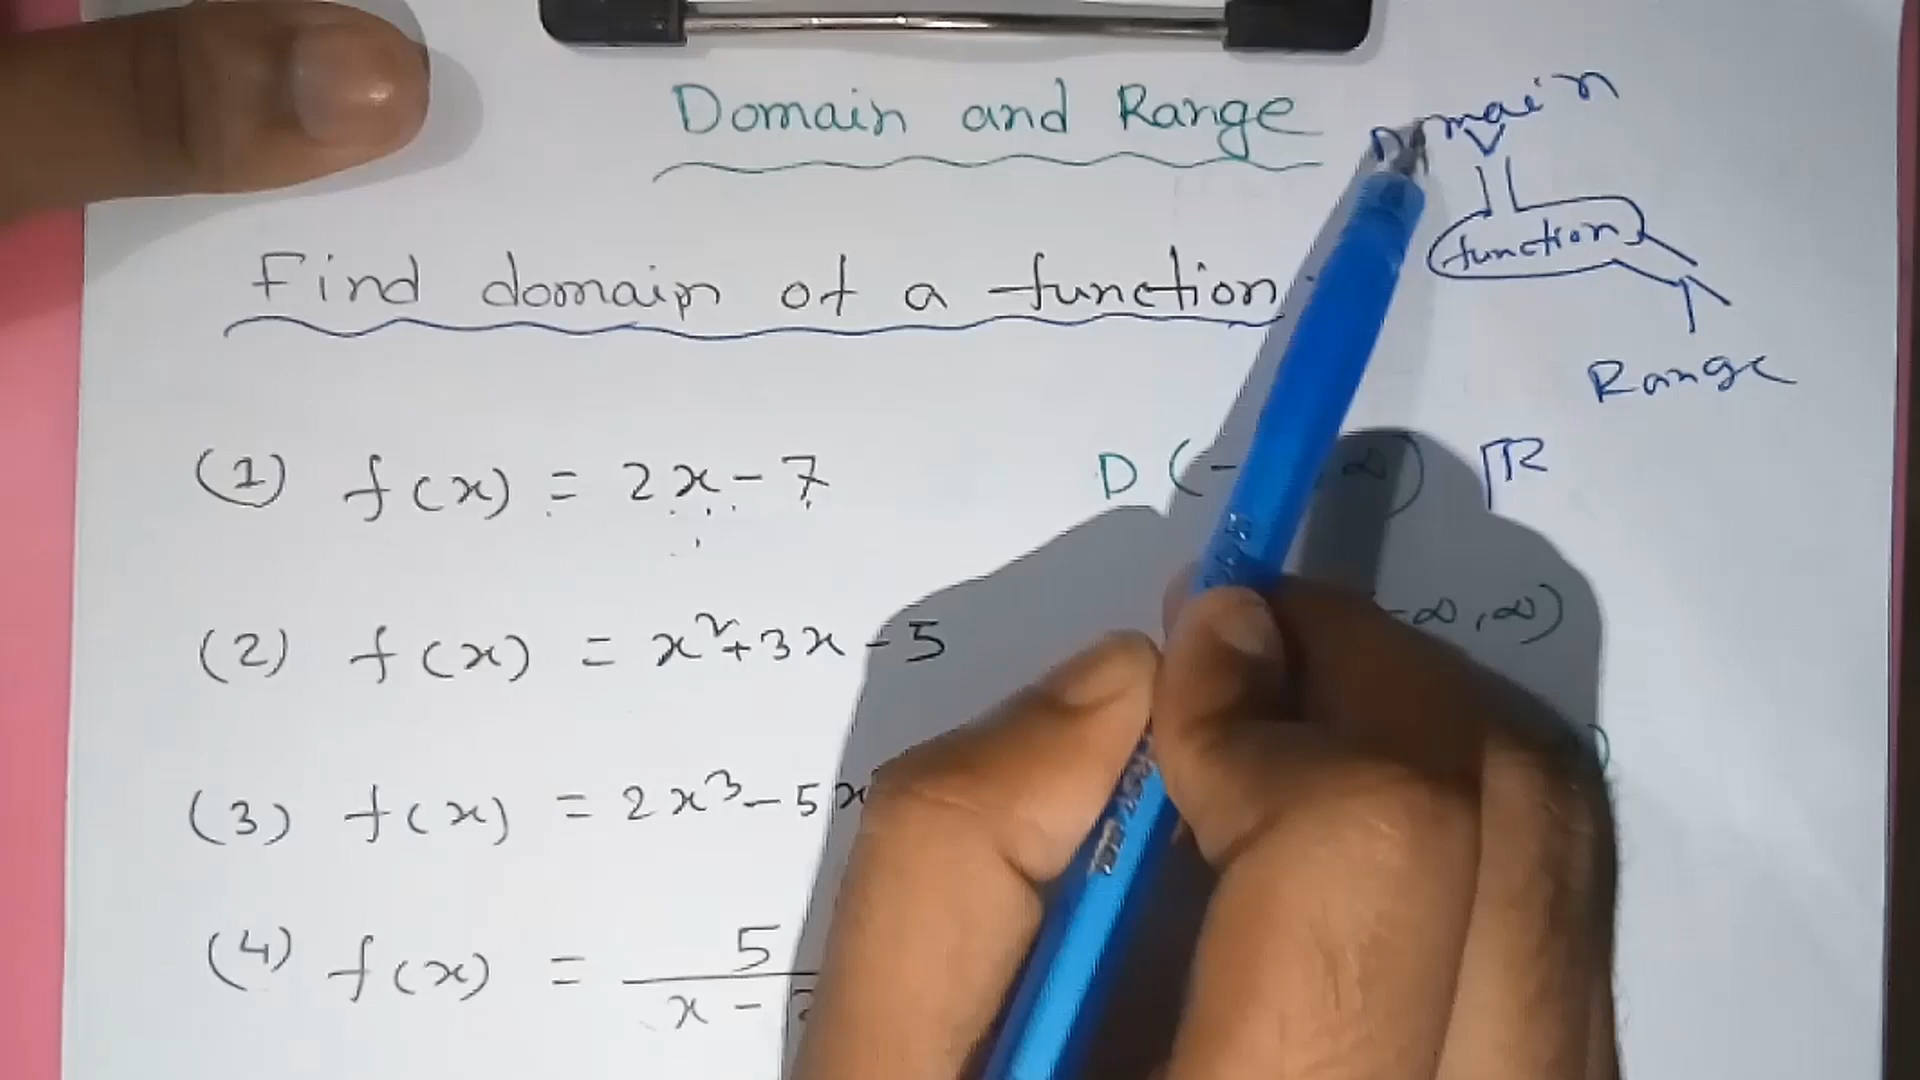 Domain and Range
Domain
function
Range
Find domain of a function
(1) f(x) = 2x - 7
D (-∞, ∞) ℝ
(2) f(x) = x²+3x - 5
-∞, ∞)
(3) f(x) = 2x³ - 5x
(4) f(x) = 5
x -